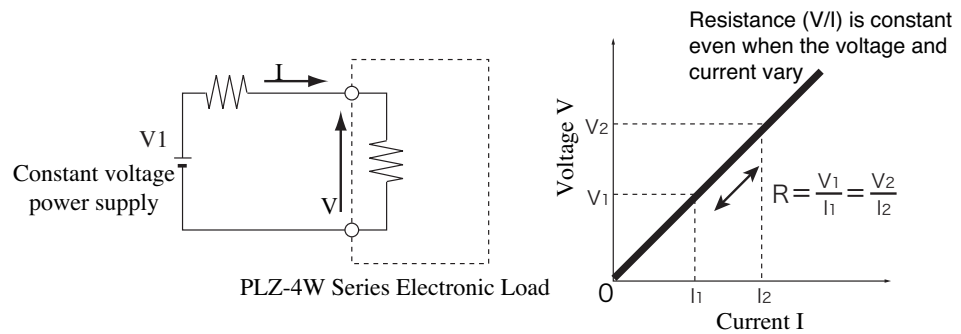 I
V1
Constant voltage
power supply
V
PLZ-4W Series Electronic Load
Resistance (V/I) is constant
even when the voltage and
current vary
Voltage V
V2
V1
R = V1/I1 = V2/I2
0
I1
I2
Current I